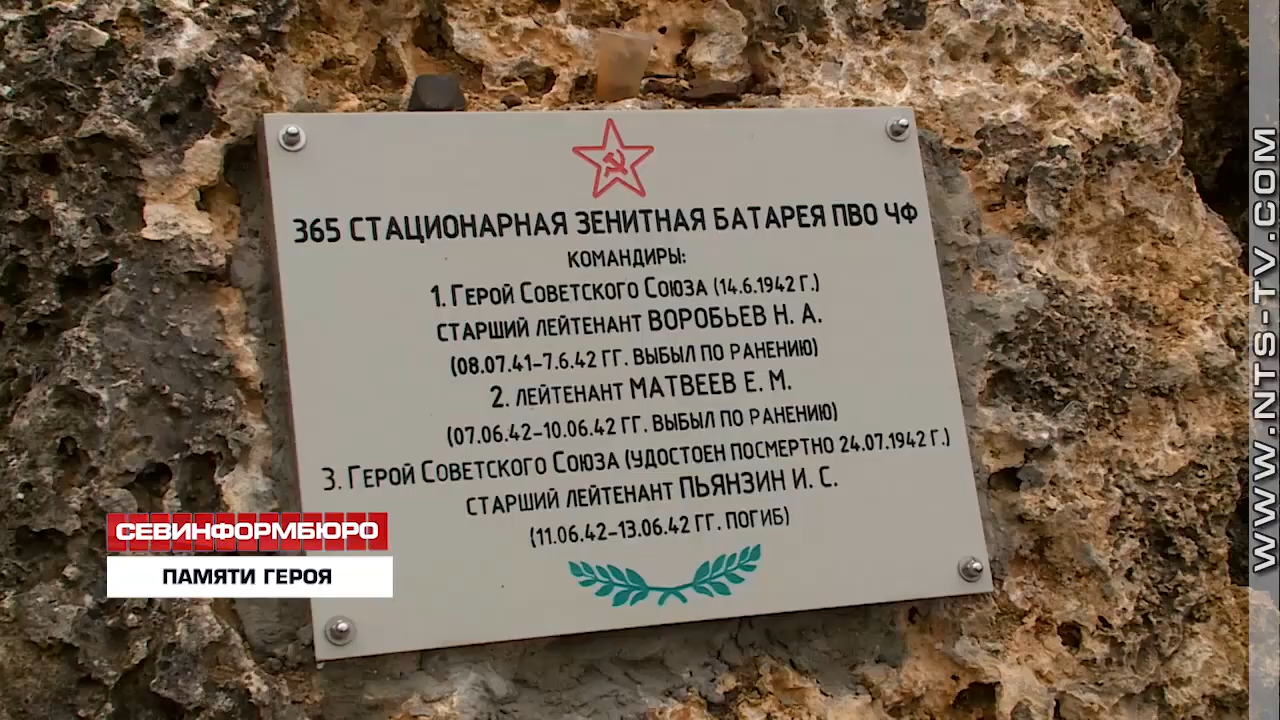 365 СТАЦИОНАРНАЯ ЗЕНИТНАЯ БАТАРЕЯ ПВО ЧФ
КОМАНДИРЫ:
1. ГЕРОЙ СОВЕТСКОГО СОЮЗА (14.6.1942 Г.)
СТАРШИЙ ЛЕЙТЕНАНТ ВОРОБЬЕВ Н. А.
(08.07.41-7.6.42 ГГ. ВЫБЫЛ ПО РАНЕНИЮ)
2. ЛЕЙТЕНАНТ МАТВЕЕВ Е. М.
(07.06.42-10.06.42 ГГ. ВЫБЫЛ ПО РАНЕНИЮ)
3. ГЕРОЙ СОВЕТСКОГО СОЮЗА (УДОСТОЕН ПОСМЕРТНО 24.07.1942 Г.)
СТАРШИЙ ЛЕЙТЕНАНТ ПЬЯНЗИН И. С.
(11.06.42-13.06.42 ГГ. ПОГИБ)
СЕВИНФОРМБЮРО
ПАМЯТИ ГЕРОЯ
WWW.NTS-TV.COM